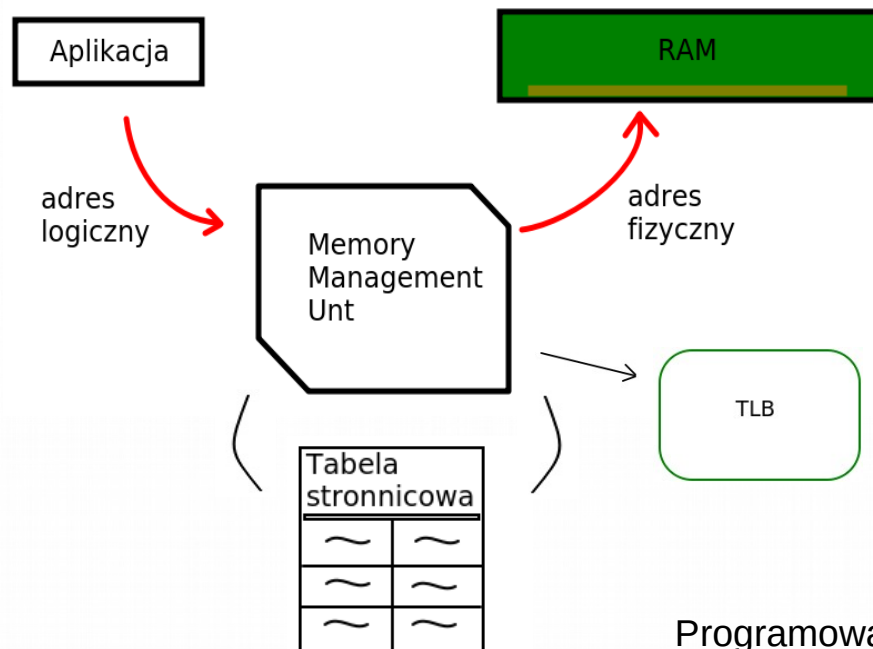 Aplikacja
RAM
adres
logiczny
adres
fizyczny
Memory
Management
Unt
TLB
Tabela
stronnicowa
Programowa